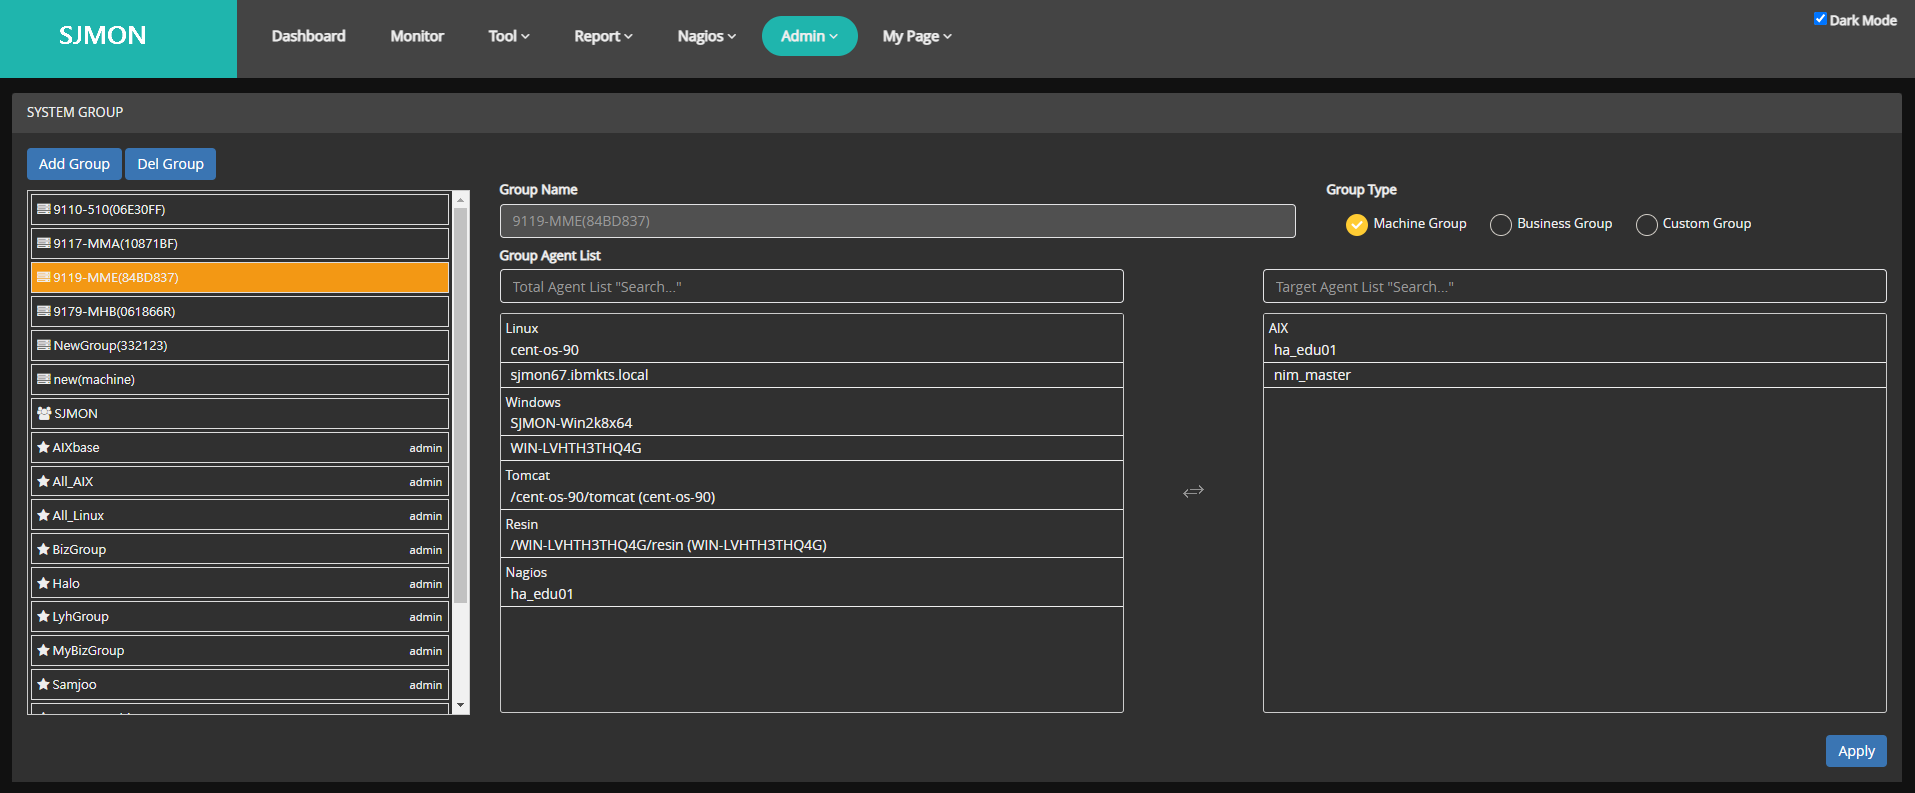 SJMON
Dashboard
Monitor
Tool
Report
Nagios
Admin
My Page
Dark Mode
SYSTEM GROUP
Add Group
Del Group
9110-510(06E30FF)
9117-MMA(10871BF)
9119-MME(84BD837)
9179-MHB(061866R)
NewGroup(332123)
new(machine)
SJMON
AIXbase admin
All_AIX admin
All_Linux admin
BizGroup admin
Halo admin
LyhGroup admin
MyBizGroup admin
Samjoo admin
Group Name
9119-MME(84BD837)
Group Type
Machine Group
Business Group
Custom Group
Group Agent List
Total Agent List "Search..."
Linux
cent-os-90
sjmon67.ibmkts.local
Windows
SJMON-Win2k8x64
WIN-LVHTH3THQ4G
Tomcat
/cent-os-90/tomcat (cent-os-90)
Resin
/WIN-LVHTH3THQ4G/resin (WIN-LVHTH3THQ4G)
Nagios
ha_edu01
Target Agent List "Search..."
AIX
ha_edu01
nim_master
Apply